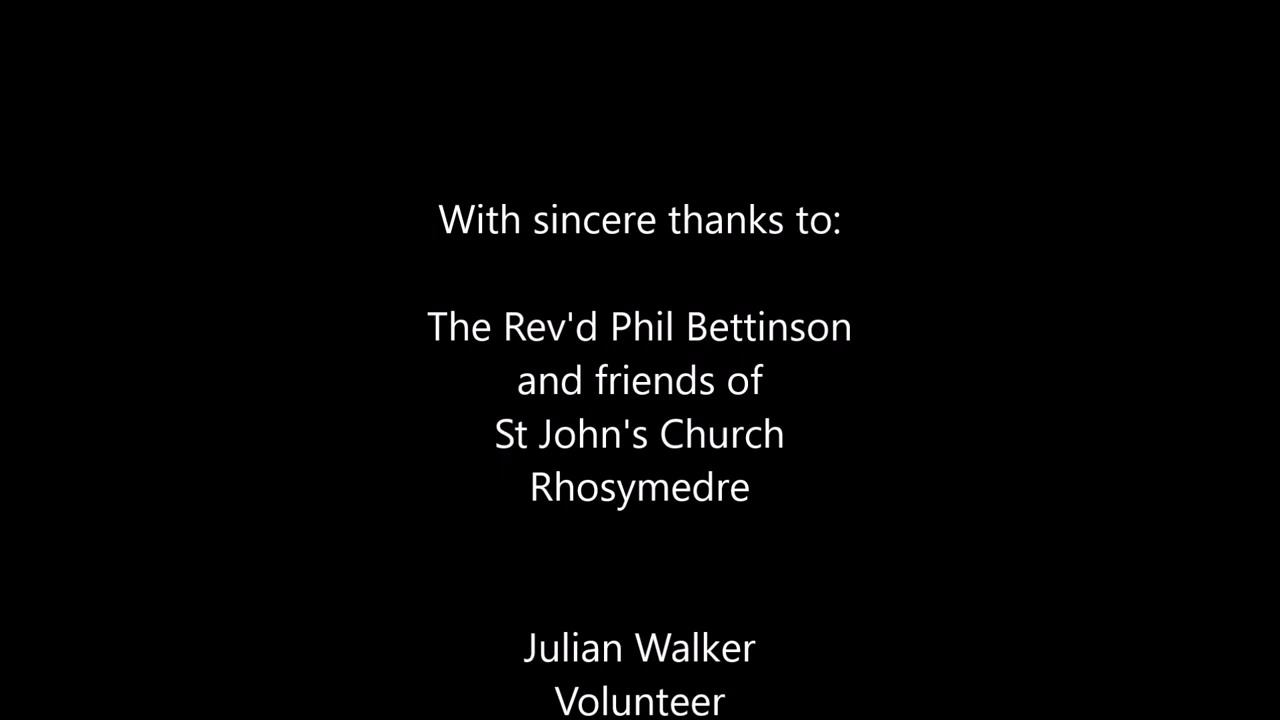 With sincere thanks to:
The Rev'd Phil Bettinson
and friends of
St John's Church
Rhosymedre
Julian Walker
Volunteer